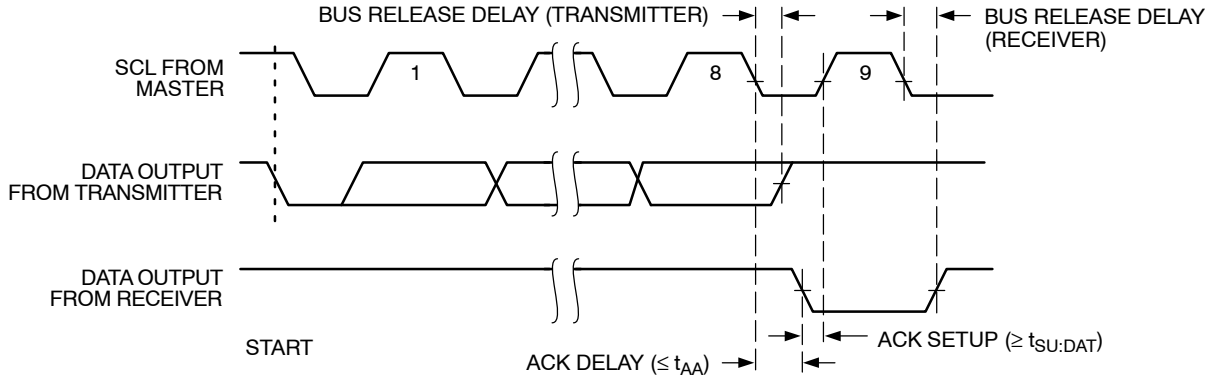 BUS RELEASE DELAY (TRANSMITTER)
BUS RELEASE DELAY
(RECEIVER)
SCL FROM
MASTER
1
8
9
DATA OUTPUT
FROM TRANSMITTER
DATA OUTPUT
FROM RECEIVER
START
ACK SETUP (≥ tSU:DAT)
ACK DELAY (≤ tAA)